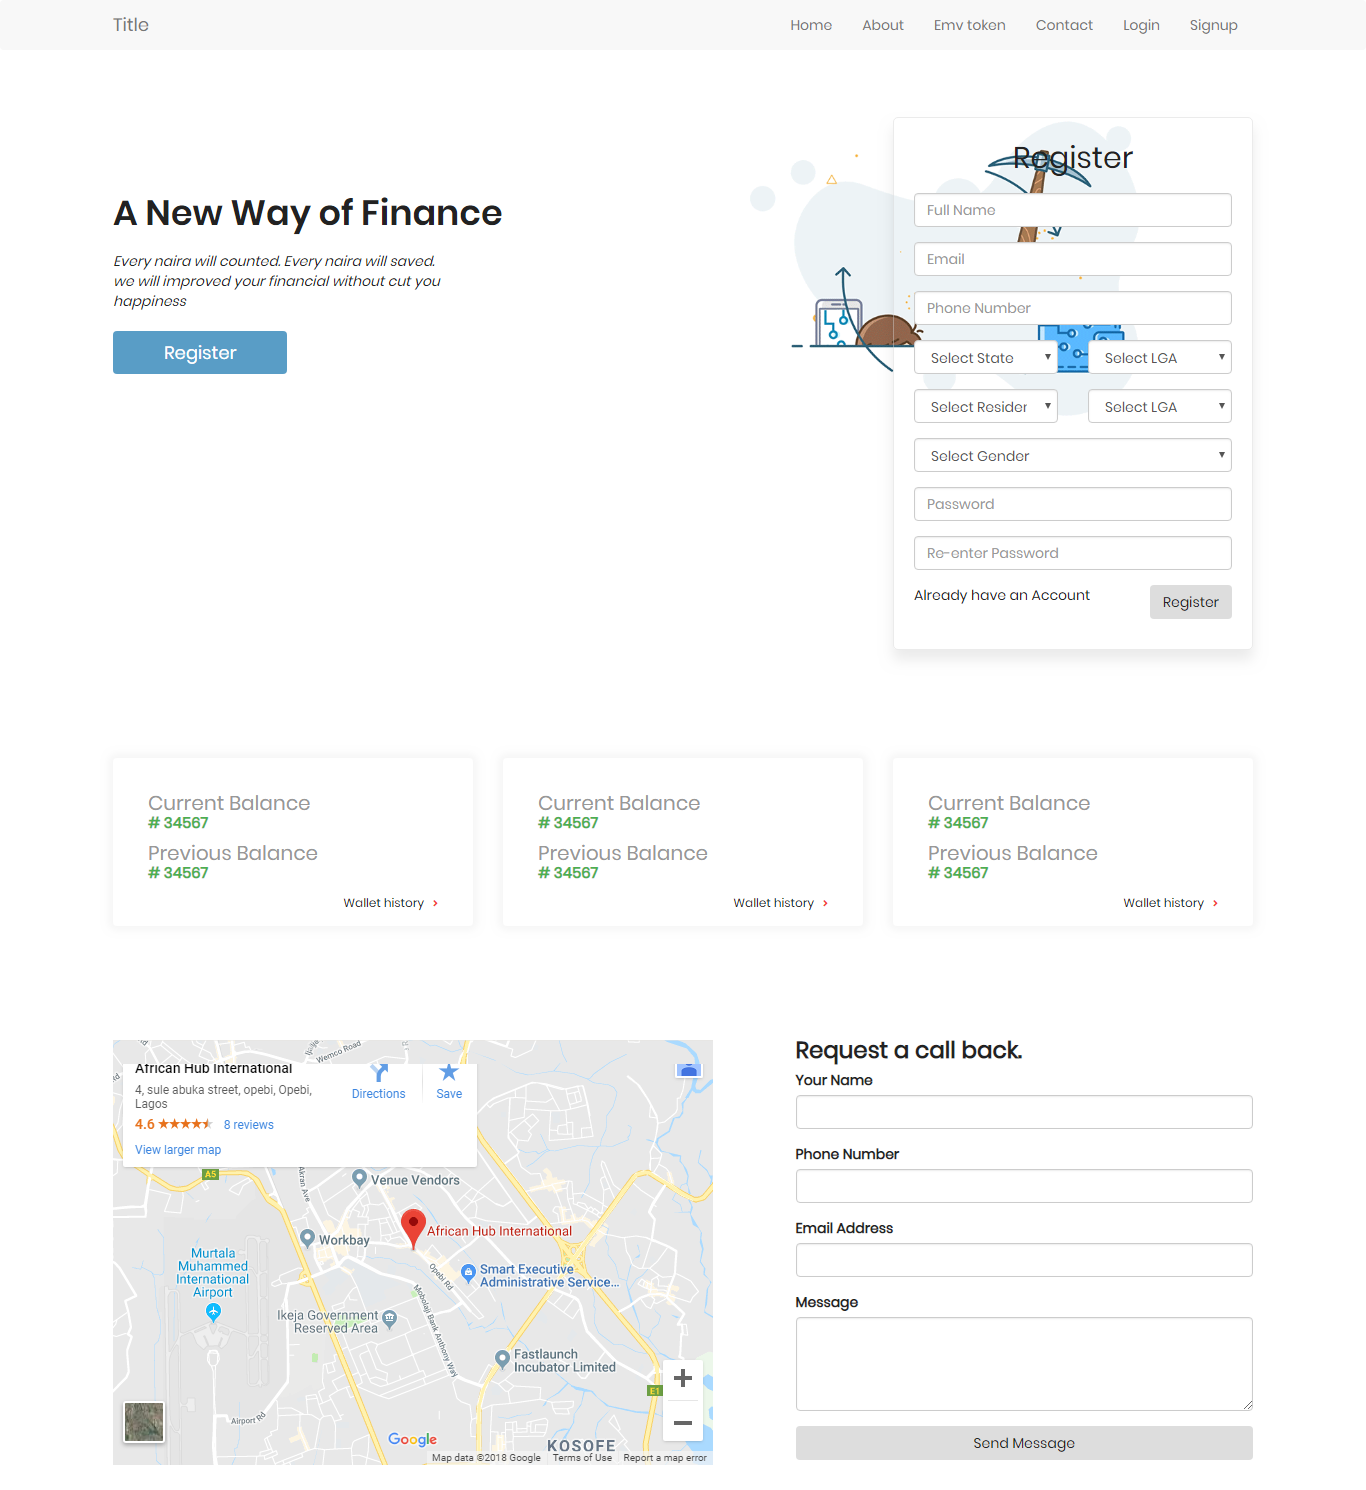 Title
Home About Emv token Contact Login Signup
A New Way of Finance
Every naira will counted. Every naira will saved.
we will improved your financial without cut you
happiness
Register
Register
Full Name
Email
Phone Number
Select State Select LGA
Select Resider Select LGA
Select Gender
Password
Re-enter Password
Already have an Account Register
Current Balance
# 34567
Previous Balance
# 34567
Wallet history
Current Balance
# 34567
Previous Balance
# 34567
Wallet history
Current Balance
# 34567
Previous Balance
# 34567
Wallet history
Wemco Road
African Hub International
4, sule abuka street, opebi, Opebi,
Lagos
4.6 8 reviews
View larger map
Directions
Save
A5
Akran Ave
Venue Vendors
African Hub International
Workbay
Murtala
Muhammed
International
Airport
Opebi Rd
Smart Executive
Administrative Service...
Mobolaji Bank Anthony Way
Ikeja Government
Reserved Area
Fastlaunch
Incubator Limited
E1
Airport Rd
Google
KOSOFE
Map data ©2018 Google Terms of Use Report a map error
Request a call back.
Your Name
Phone Number
Email Address
Message
Send Message